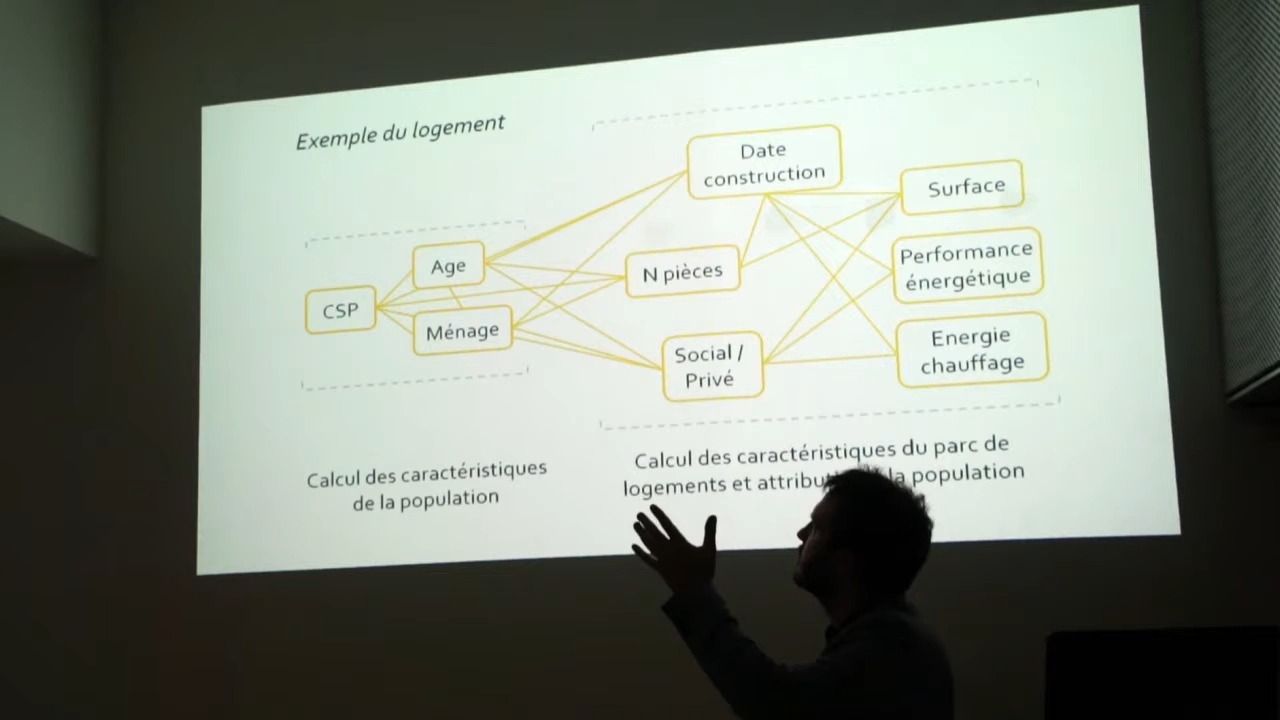 Exemple du logement
Date
construction
Surface
Age
N pièces
Performance
énergétique
CSP
Ménage
Social /
Privé
Energie
chauffage
Calcul des caractéristiques
de la population
Calcul des caractéristiques du parc de
logements et la population